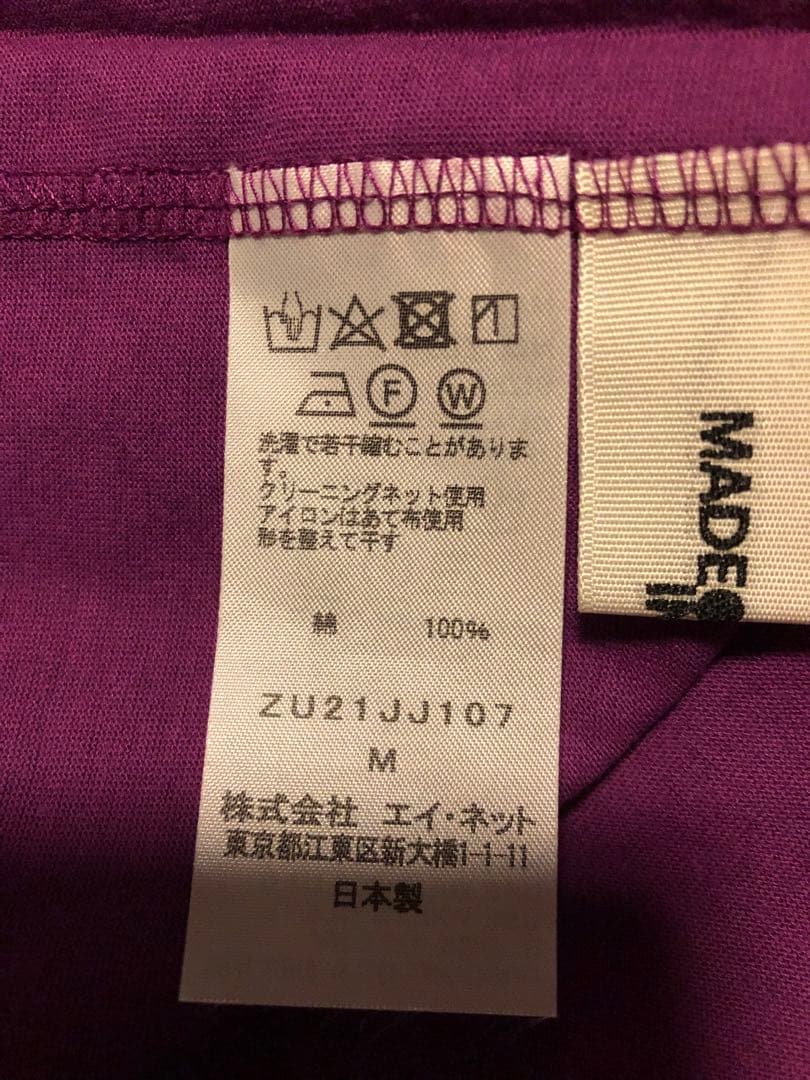 F W
洗濯で若干縮むことがありま
す。
クリーニングネット使用
アイロンはあて布使用
形を整えて干す
綿 100%
ZU21JJ107
M
株式会社 エイ・ネット
東京都江東区新大橋1-1-11
日本製
MADE